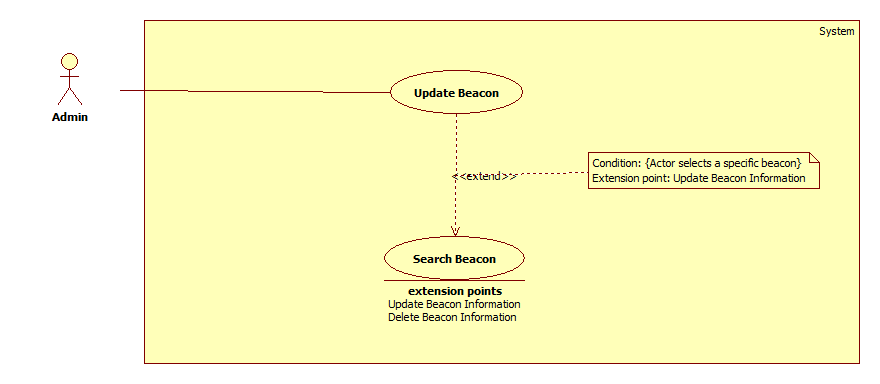 System
Admin
Update Beacon
Condition: {Actor selects a specific beacon}
Extension point: Update Beacon Information
<<extend>>
Search Beacon
extension points
Update Beacon Information
Delete Beacon Information